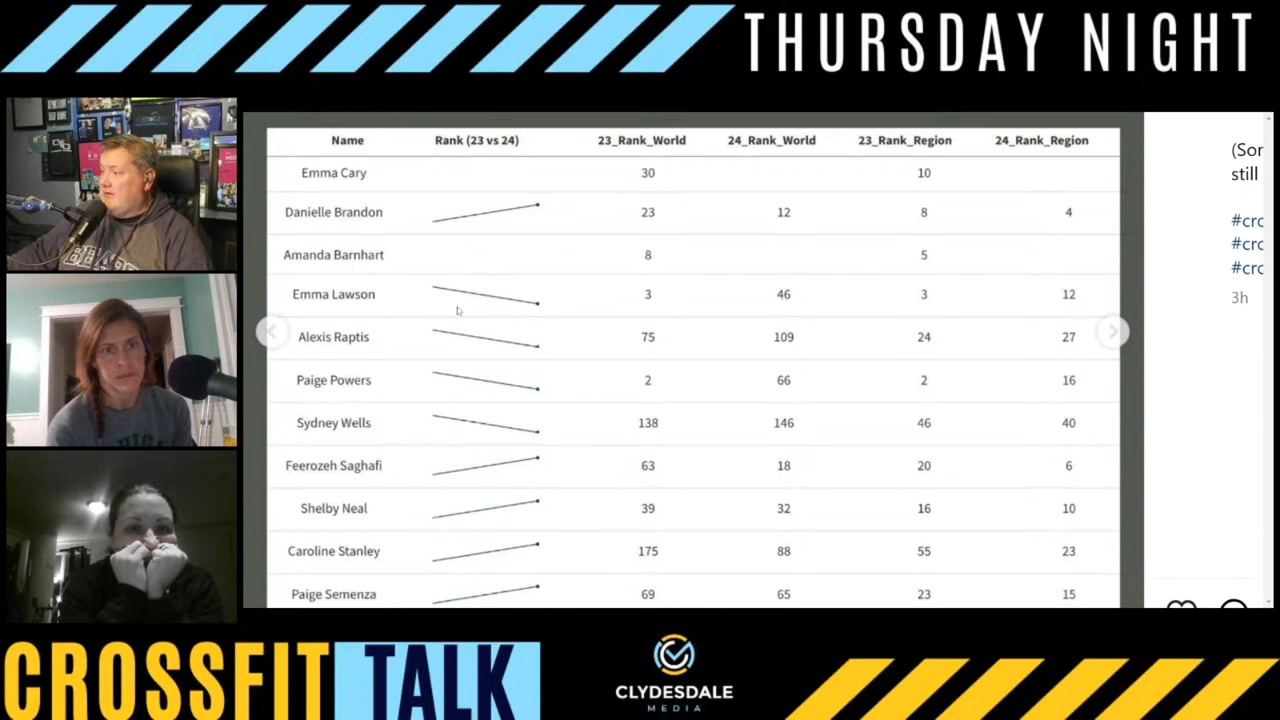 THURSDAY NIGHT
Name Rank (23 vs 24) 23_Rank_World 24_Rank_World 23_Rank_Region 24_Rank_Region
Emma Cary 30 10
Danielle Brandon 23 12 8 4
Amanda Barnhart 8 5
Emma Lawson 3 46 3 12
Alexis Raptis 75 109 24 27
Paige Powers 2 66 2 16
Sydney Wells 138 146 46 40
Feerozeh Saghafi 63 18 20 6
Shelby Neal 39 32 16 10
Caroline Stanley 175 88 55 23
Paige Semenza 69 65 23 15
(Sor
still
#crc
#crc
#crc
3h
CROSSFIT TALK
CLYDESDALE
MEDIA